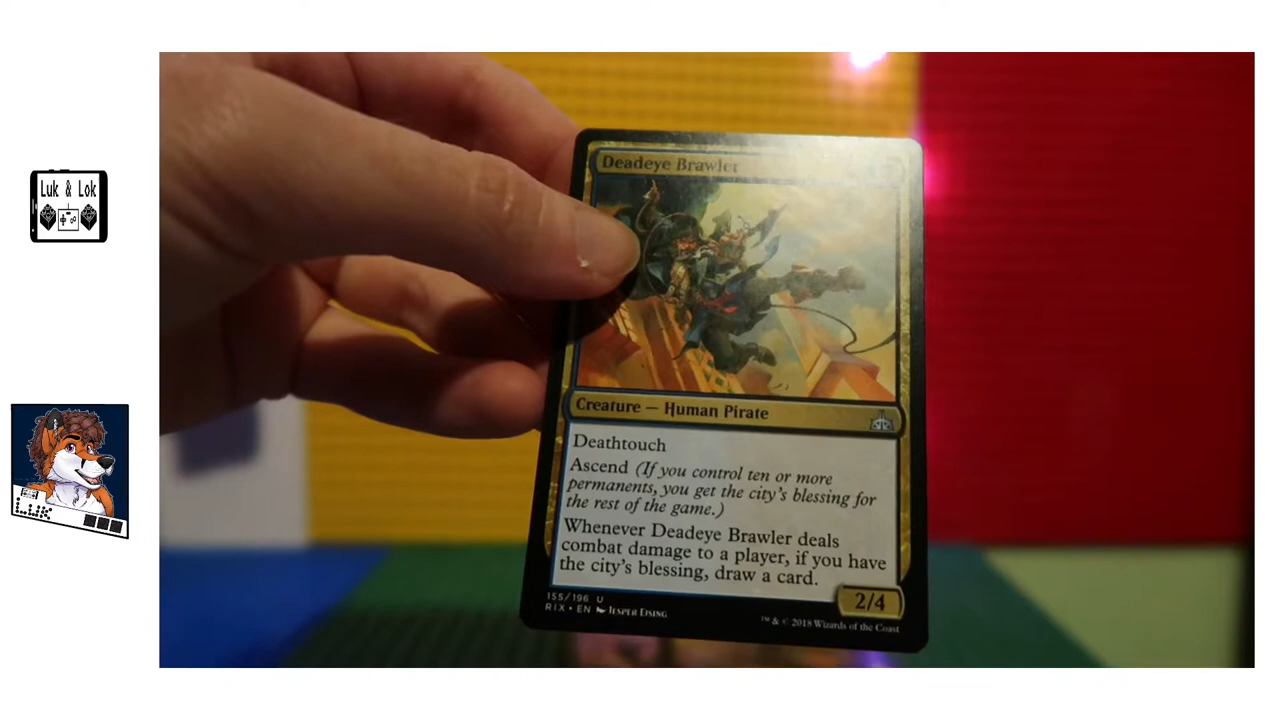 Luk & Lok
LUK
Deadeye Brawler
Creature — Human Pirate
Deathtouch
Ascend (If you control ten or more
permanents, you get the city's blessing for
the rest of the game.)
Whenever Deadeye Brawler deals
combat damage to a player, if you have
the city's blessing, draw a card.
2/4
155/196 U
RIX • EN Jesper Ejsing
™ & © 2018 Wizards of the Coast